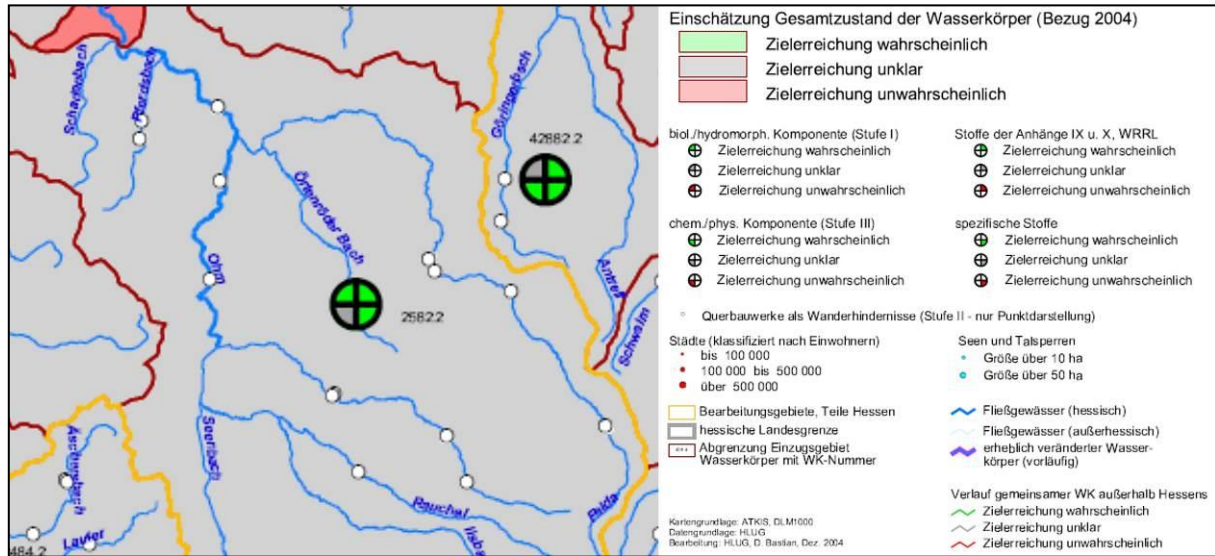 Scharbenbach
Pferdsbach
Göringerbach
42882.2
Örtenröder Bach
Ohm
Antref
Schwalm
2582.2
Seenbach
Aschersbach
Lauter
484.2
Felda
Einschätzung Gesamtzustand der Wasserkörper (Bezug 2004)
Zielerreichung wahrscheinlich
Zielerreichung unklar
Zielerreichung unwahrscheinlich
biol./hydromorph. Komponente (Stufe I)
Zielerreichung wahrscheinlich
Zielerreichung unklar
Zielerreichung unwahrscheinlich
Stoffe der Anhänge IX u. X, WRRL
Zielerreichung wahrscheinlich
Zielerreichung unklar
Zielerreichung unwahrscheinlich
chem./phys. Komponente (Stufe III)
Zielerreichung wahrscheinlich
Zielerreichung unklar
Zielerreichung unwahrscheinlich
spezifische Stoffe
Zielerreichung wahrscheinlich
Zielerreichung unklar
Zielerreichung unwahrscheinlich
Querbauwerke als Wanderhindernisse (Stufe II - nur Punktdarstellung)
Städte (klassifiziert nach Einwohnern)
bis 100 000
100 000 bis 500 000
über 500 000
Seen und Talsperren
Größe über 10 ha
Größe über 50 ha
Bearbeitungsgebiete, Teile Hessen
hessische Landesgrenze
Abgrenzung Einzugsgebiet
Wasserkörper mit WK-Nummer
Fließgewässer (hessisch)
Fließgewässer (außerhessisch)
erheblich veränderter Wasser-
körper (vorläufig)
Verlauf gemeinsamer WK außerhalb Hessens
Zielerreichung wahrscheinlich
Zielerreichung unklar
Zielerreichung unwahrscheinlich
Kartengrundlage: ATKIS, DLM1000
Datengrundlage: HLUG
Bearbeitung: HLUG, D. Bastian, Dez. 2004